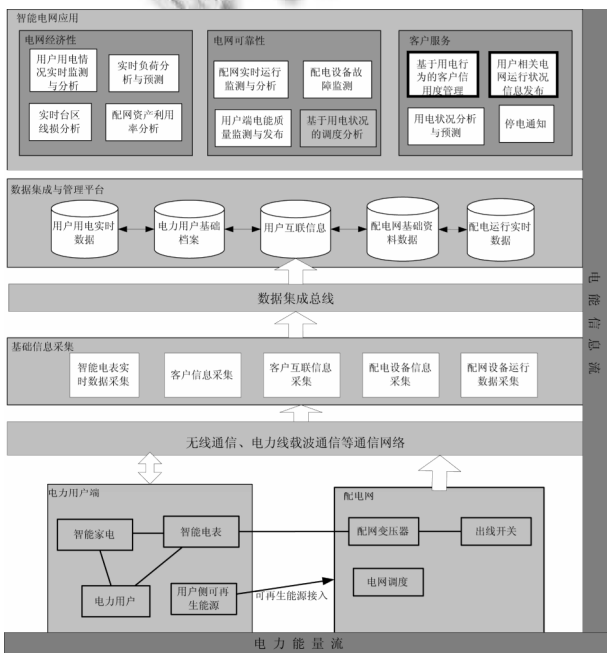 智能电网应用
电网经济性
用户用电情
况实时监测
与分析
实时负荷分
析与预测
实时台区
线损分析
配网资产利用
率分析
电网可靠性
配网实时运行
监测与分析
配电设备故
障监测
用户端电能质
量监测与发布
基于用电状况
的调度分析
客户服务
基于用电行
为的客户信
用度管理
用户相关电
网运行状况
信息发布
用电状况分析
与预测
停电通知
数据集成与管理平台
用户用电实时
数据
电力用户基础
档案
用户互联信息
配电网基础资
料数据
配电运行实时
数据
数据集成总线
基础信息采集
智能电表实
时数据采集
客户信息采集
客户互联信息
采集
配电设备信息
采集
配网设备运行
数据采集
无线通信、电力线载波通信等通信网络
电力用户端
智能家电
智能电表
电力用户
用户侧可再
生能源
可再生能源接入
配电网
配网变压器
出线开关
电网调度
电能信息流
电力能量流